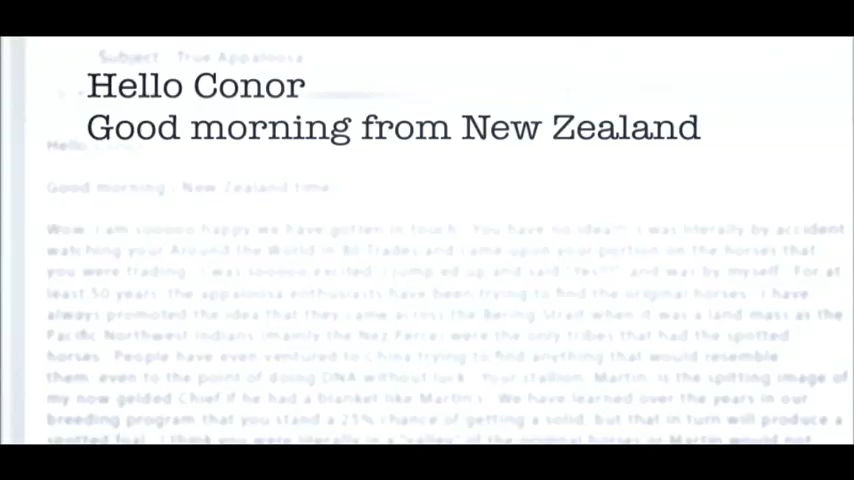 Subject: True Appaloosa
Hello Conor
Good morning from New Zealand
Hello
Good morning New Zealand time
Wow I am sooooo happy we have gotten in touch. You have no idea I was literally by accident
watching your Around the World in 80 Trades and came upon your portion on the horses that
you were trading. I was sooooo excited I jump ed up and said "Yes!!!" and was by myself. For at
least 50 years the appaloosa enthusiasts have been trying to find the original horses. I have
always promoted the idea that they came across the Bering Strait when it was a land mass as the
Pacific Northwest indians (mainly the Nez Perce) were the only tribes that had the spotted
horses. People have even ventured to China trying to find anything that would resemble
them, even to the point of doing DNA without luck. Your stallion, Martin, is the spitting image of
my now gelded Chief if he had a blanket like Martin's. We have learned over the years in our
breeding program that you stand a 25% chance of getting a solid, but that in turn will produce a
spotted foal. I think you were literally in a "valley" of the original horses or Martin would not